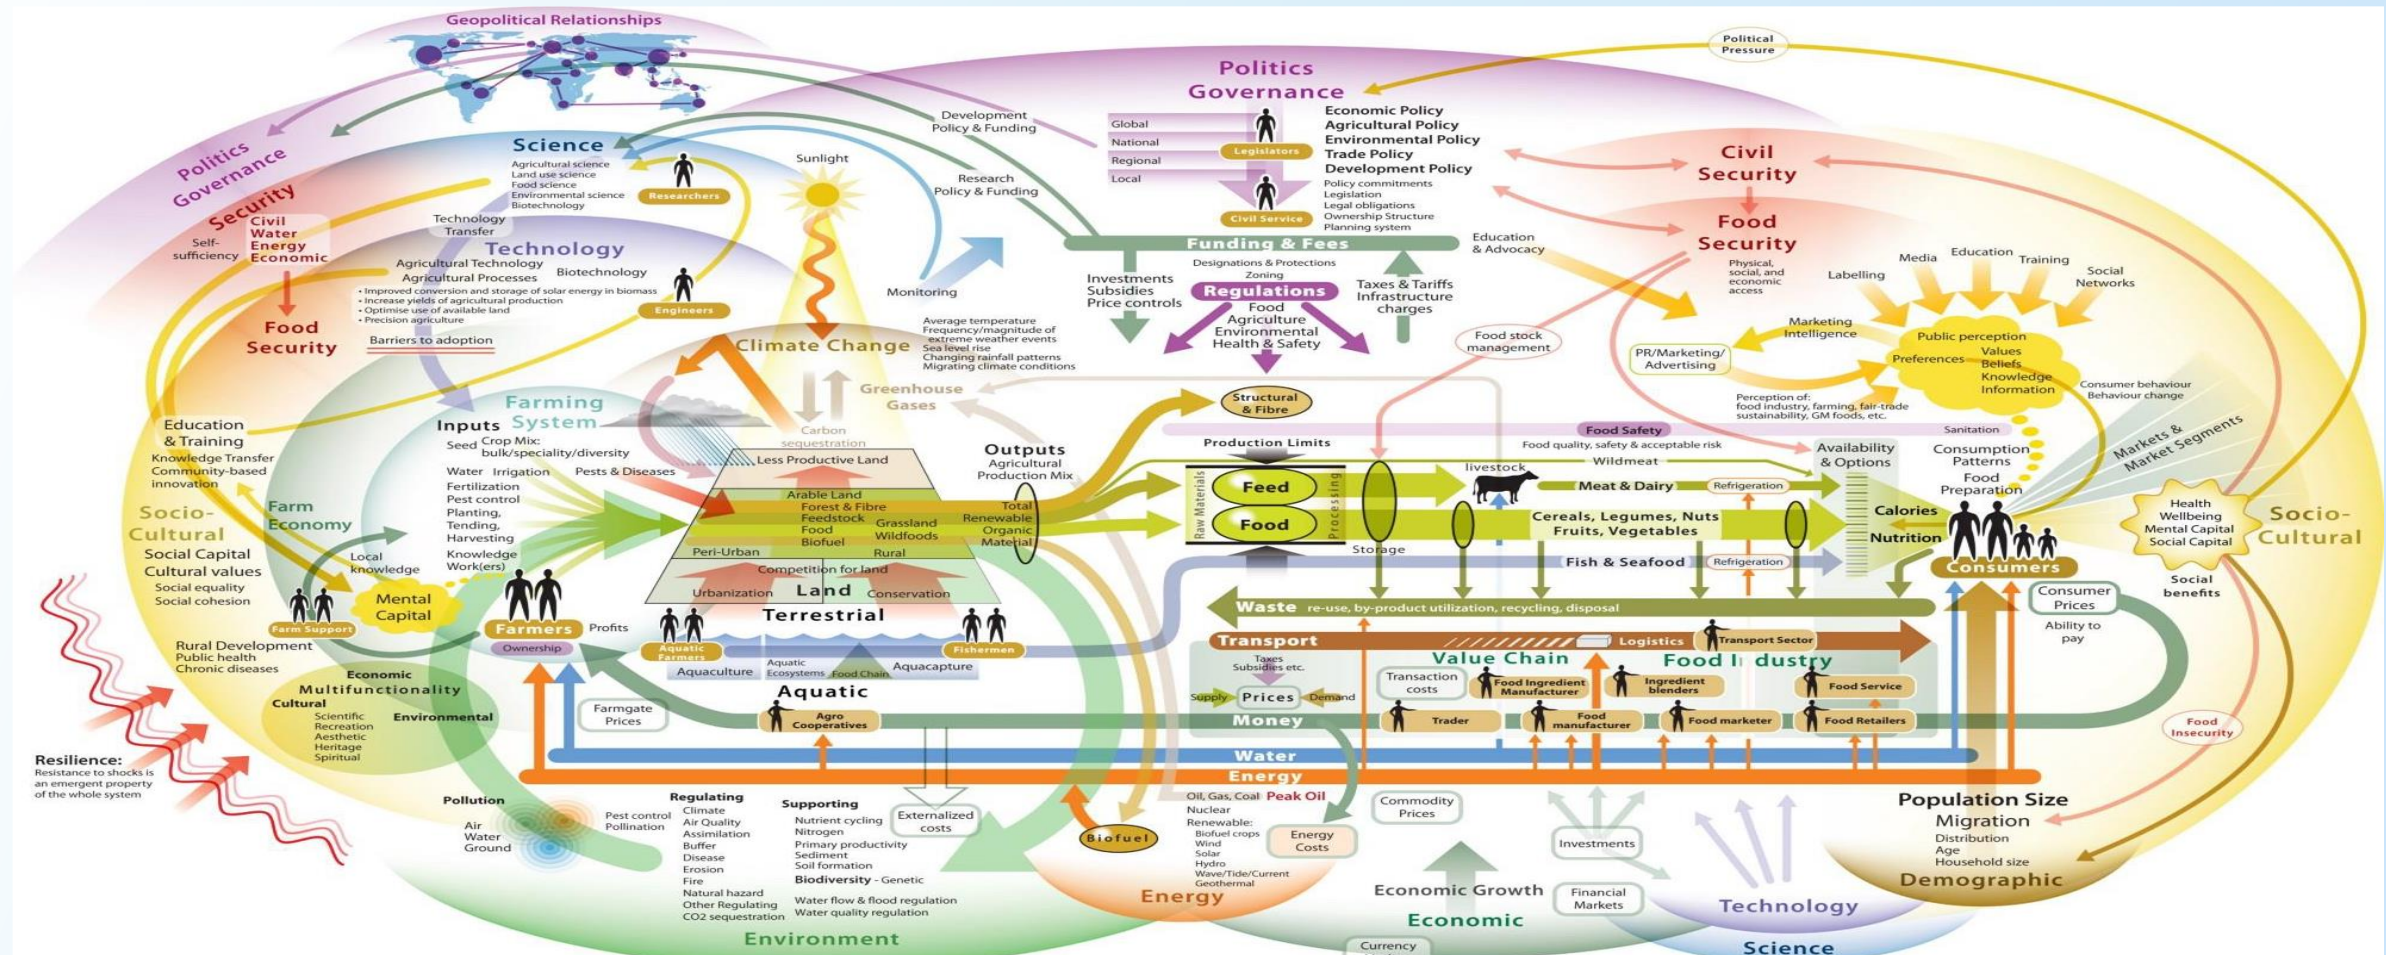 Geopolitical Relationships
Political
Pressure
Politics
Governance
Global
National
Regional
Local
Legislators
Civil Service
Economic Policy
Agricultural Policy
Environmental Policy
Trade Policy
Development Policy
Policy commitments
Legislation
Legal obligations
Ownership Structure
Planning system
Development
Policy & Funding
Research
Policy & Funding
Politics
Governance
Security
Civil
Water
Energy
Economic
Self-
sufficiency
Food
Security
Science
Agricultural science
Land use science
Food science
Environmental science
Biotechnology
Researchers
Technology
Transfer
Technology
Agricultural Technology
Agricultural Processes
Biotechnology
• Improved conversion and storage of solar energy in biomass
• Increase yields of agricultural production
• Optimise use of available land
• Precision agriculture
Engineers
Barriers to adoption
Sunlight
Monitoring
Climate Change
Average temperature
Frequency/magnitude of
extreme weather events
Sea level rise
Changing rainfall patterns
Migrating climate conditions
Greenhouse
Gases
Carbon
sequestration
Funding & Fees
Designations & Protections
Zoning
Regulations
Food
Agriculture
Environmental
Health & Safety
Investments
Subsidies
Price controls
Taxes & Tariffs
Infrastructure
charges
Civil
Security
Food
Security
Physical,
social, and
economic
access
Education
& Advocacy
Food stock
management
Labelling
Media
Education
Training
Social
Networks
Marketing
Intelligence
PR/Marketing/
Advertising
Public perception
Preferences
Values
Beliefs
Knowledge
Information
Perception of:
food industry, farming, fair-trade
sustainability, GM foods, etc.
Consumer behaviour
Behaviour change
Markets &
Market Segments
Education
& Training
Knowledge Transfer
Community-based
innovation
Socio-
Cultural
Social Capital
Cultural values
Social equality
Social cohesion
Farm
Economy
Local
knowledge
Mental
Capital
Farm Support
Rural Development
Public health
Chronic diseases
Economic
Multifunctionality
Cultural
Environmental
Scientific
Recreation
Aesthetic
Heritage
Spiritual
Resilience:
Resistance to shocks is
an emergent property
of the whole system
Farming
System
Inputs
Seed
Crop Mix:
bulk/speciality/diversity
Water
Irrigation
Pests & Diseases
Fertilization
Pest control
Planting,
Tending,
Harvesting
Knowledge
Work(ers)
Farmers
Profits
Ownership
Less Productive Land
Arable Land
Forest & Fibre
Feedstock
Food
Biofuel
Grassland
Wildfoods
Peri-Urban
Rural
Competition for land
Urbanization
Land
Conservation
Terrestrial
Total
Renewable
Organic
Material
Outputs
Agricultural
Production Mix
Aquatic
Farmers
Fishermen
Aquaculture
Aquatic
Ecosystems
Food Chain
Aquacapture
Aquatic
Farmgate
Prices
Agro
Cooperatives
Structural
& Fibre
Production Limits
Raw Materials
Feed
Food
Processing
Storage
Food Safety
Food quality, safety & acceptable risk
Sanitation
livestock
Wildmeat
Meat & Dairy
Refrigeration
Cereals, Legumes, Nuts
Fruits, Vegetables
Fish & Seafood
Refrigeration
Availability
& Options
Consumption
Patterns
Food
Preparation
Calories
Nutrition
Consumers
Health
Wellbeing
Mental Capital
Social Capital
Socio-
Cultural
Social
benefits
Waste re-use, by-product utilization, recycling, disposal
Transport
Logistics
Transport Sector
Value Chain
Food Industry
Taxes
Subsidies etc.
Supply
Prices
Demand
Transaction
costs
Food Ingredient
Manufacturer
Ingredient
blenders
Food Service
Money
Trader
Food
manufacturer
Food marketer
Food Retailers
Consumer
Prices
Ability to
pay
Food
Insecurity
Water
Energy
Pollution
Air
Water
Ground
Pest control
Pollination
Regulating
Climate
Air Quality
Assimilation
Buffer
Disease
Erosion
Fire
Natural hazard
Other Regulating
CO2 sequestration
Supporting
Nutrient cycling
Nitrogen
Primary productivity
Sediment
Soil formation
Biodiversity - Genetic
Water flow & flood regulation
Water quality regulation
Externalized
costs
Environment
Biofuel
Oil, Gas, Coal Peak Oil
Nuclear
Renewable:
Biofuel crops
Wind
Solar
Hydro
Wave/Tide/Current
Geothermal
Energy
Costs
Energy
Commodity
Prices
Economic Growth
Economic
Currency
Investments
Financial
Markets
Technology
Science
Population Size
Migration
Distribution
Age
Household size
Demographic